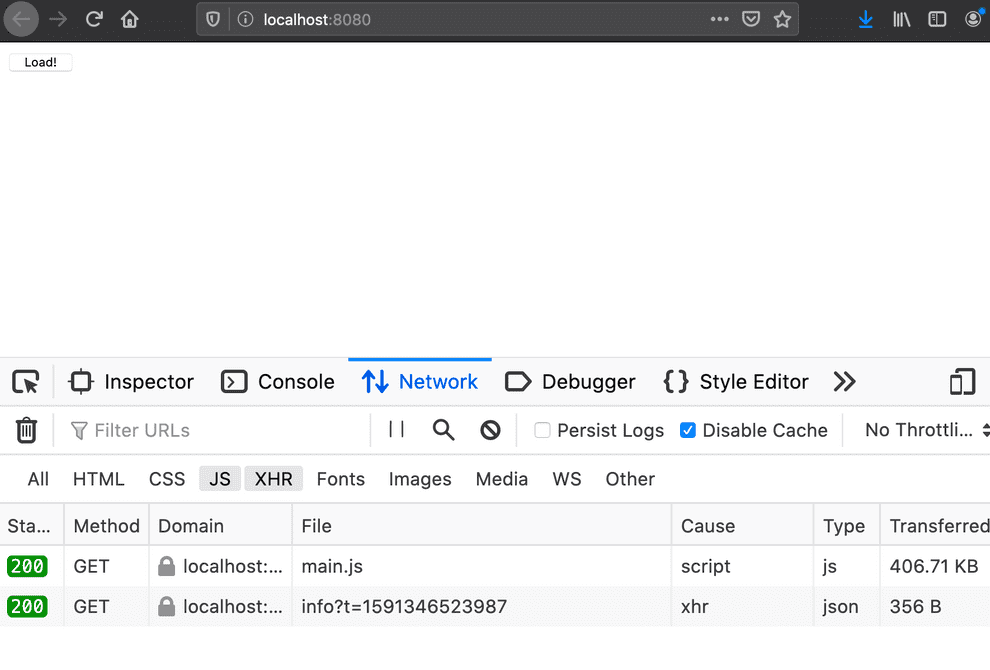 localhost:8080
Load!
Inspector Console Network Debugger Style Editor
Filter URLs Persist Logs Disable Cache No Throttli...
All HTML CSS JS XHR Fonts Images Media WS Other
Sta... Method Domain File Cause Type Transferred
200 GET localhost:... main.js script js 406.71 KB
200 GET localhost:... info?t=1591346523987 xhr json 356 B